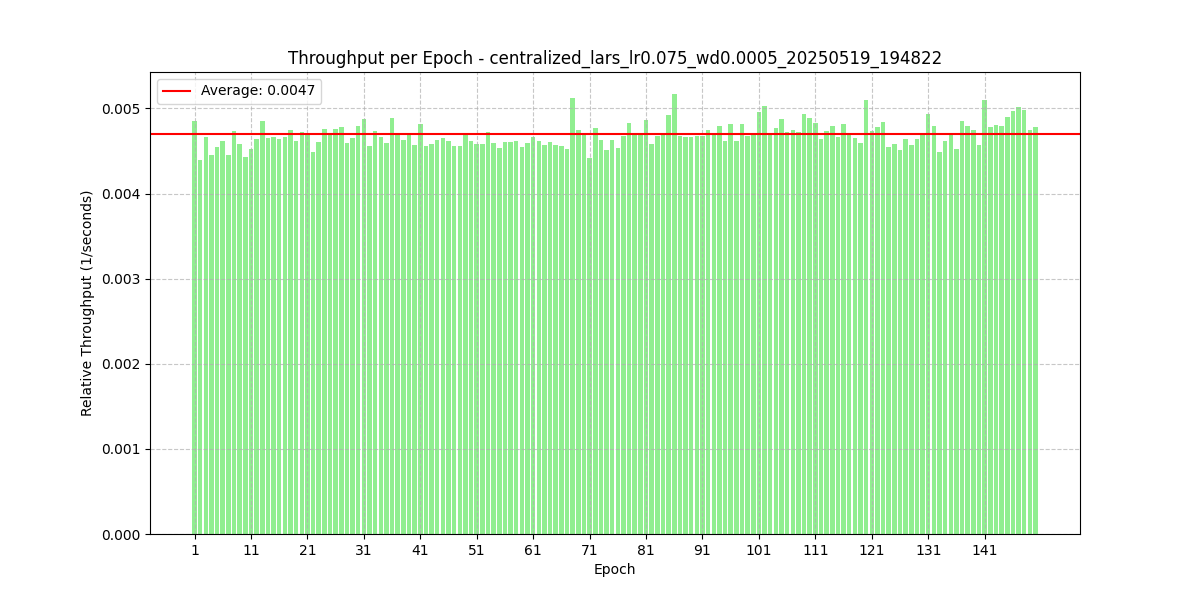 Throughput per Epoch - centralized_lars_lr0.075_wd0.0005_20250519_194822
Average: 0.0047
Relative Throughput (1/seconds)
0.005
0.004
0.003
0.002
0.001
0.000
1 11 21 31 41 51 61 71 81 91 101 111 121 131 141
Epoch